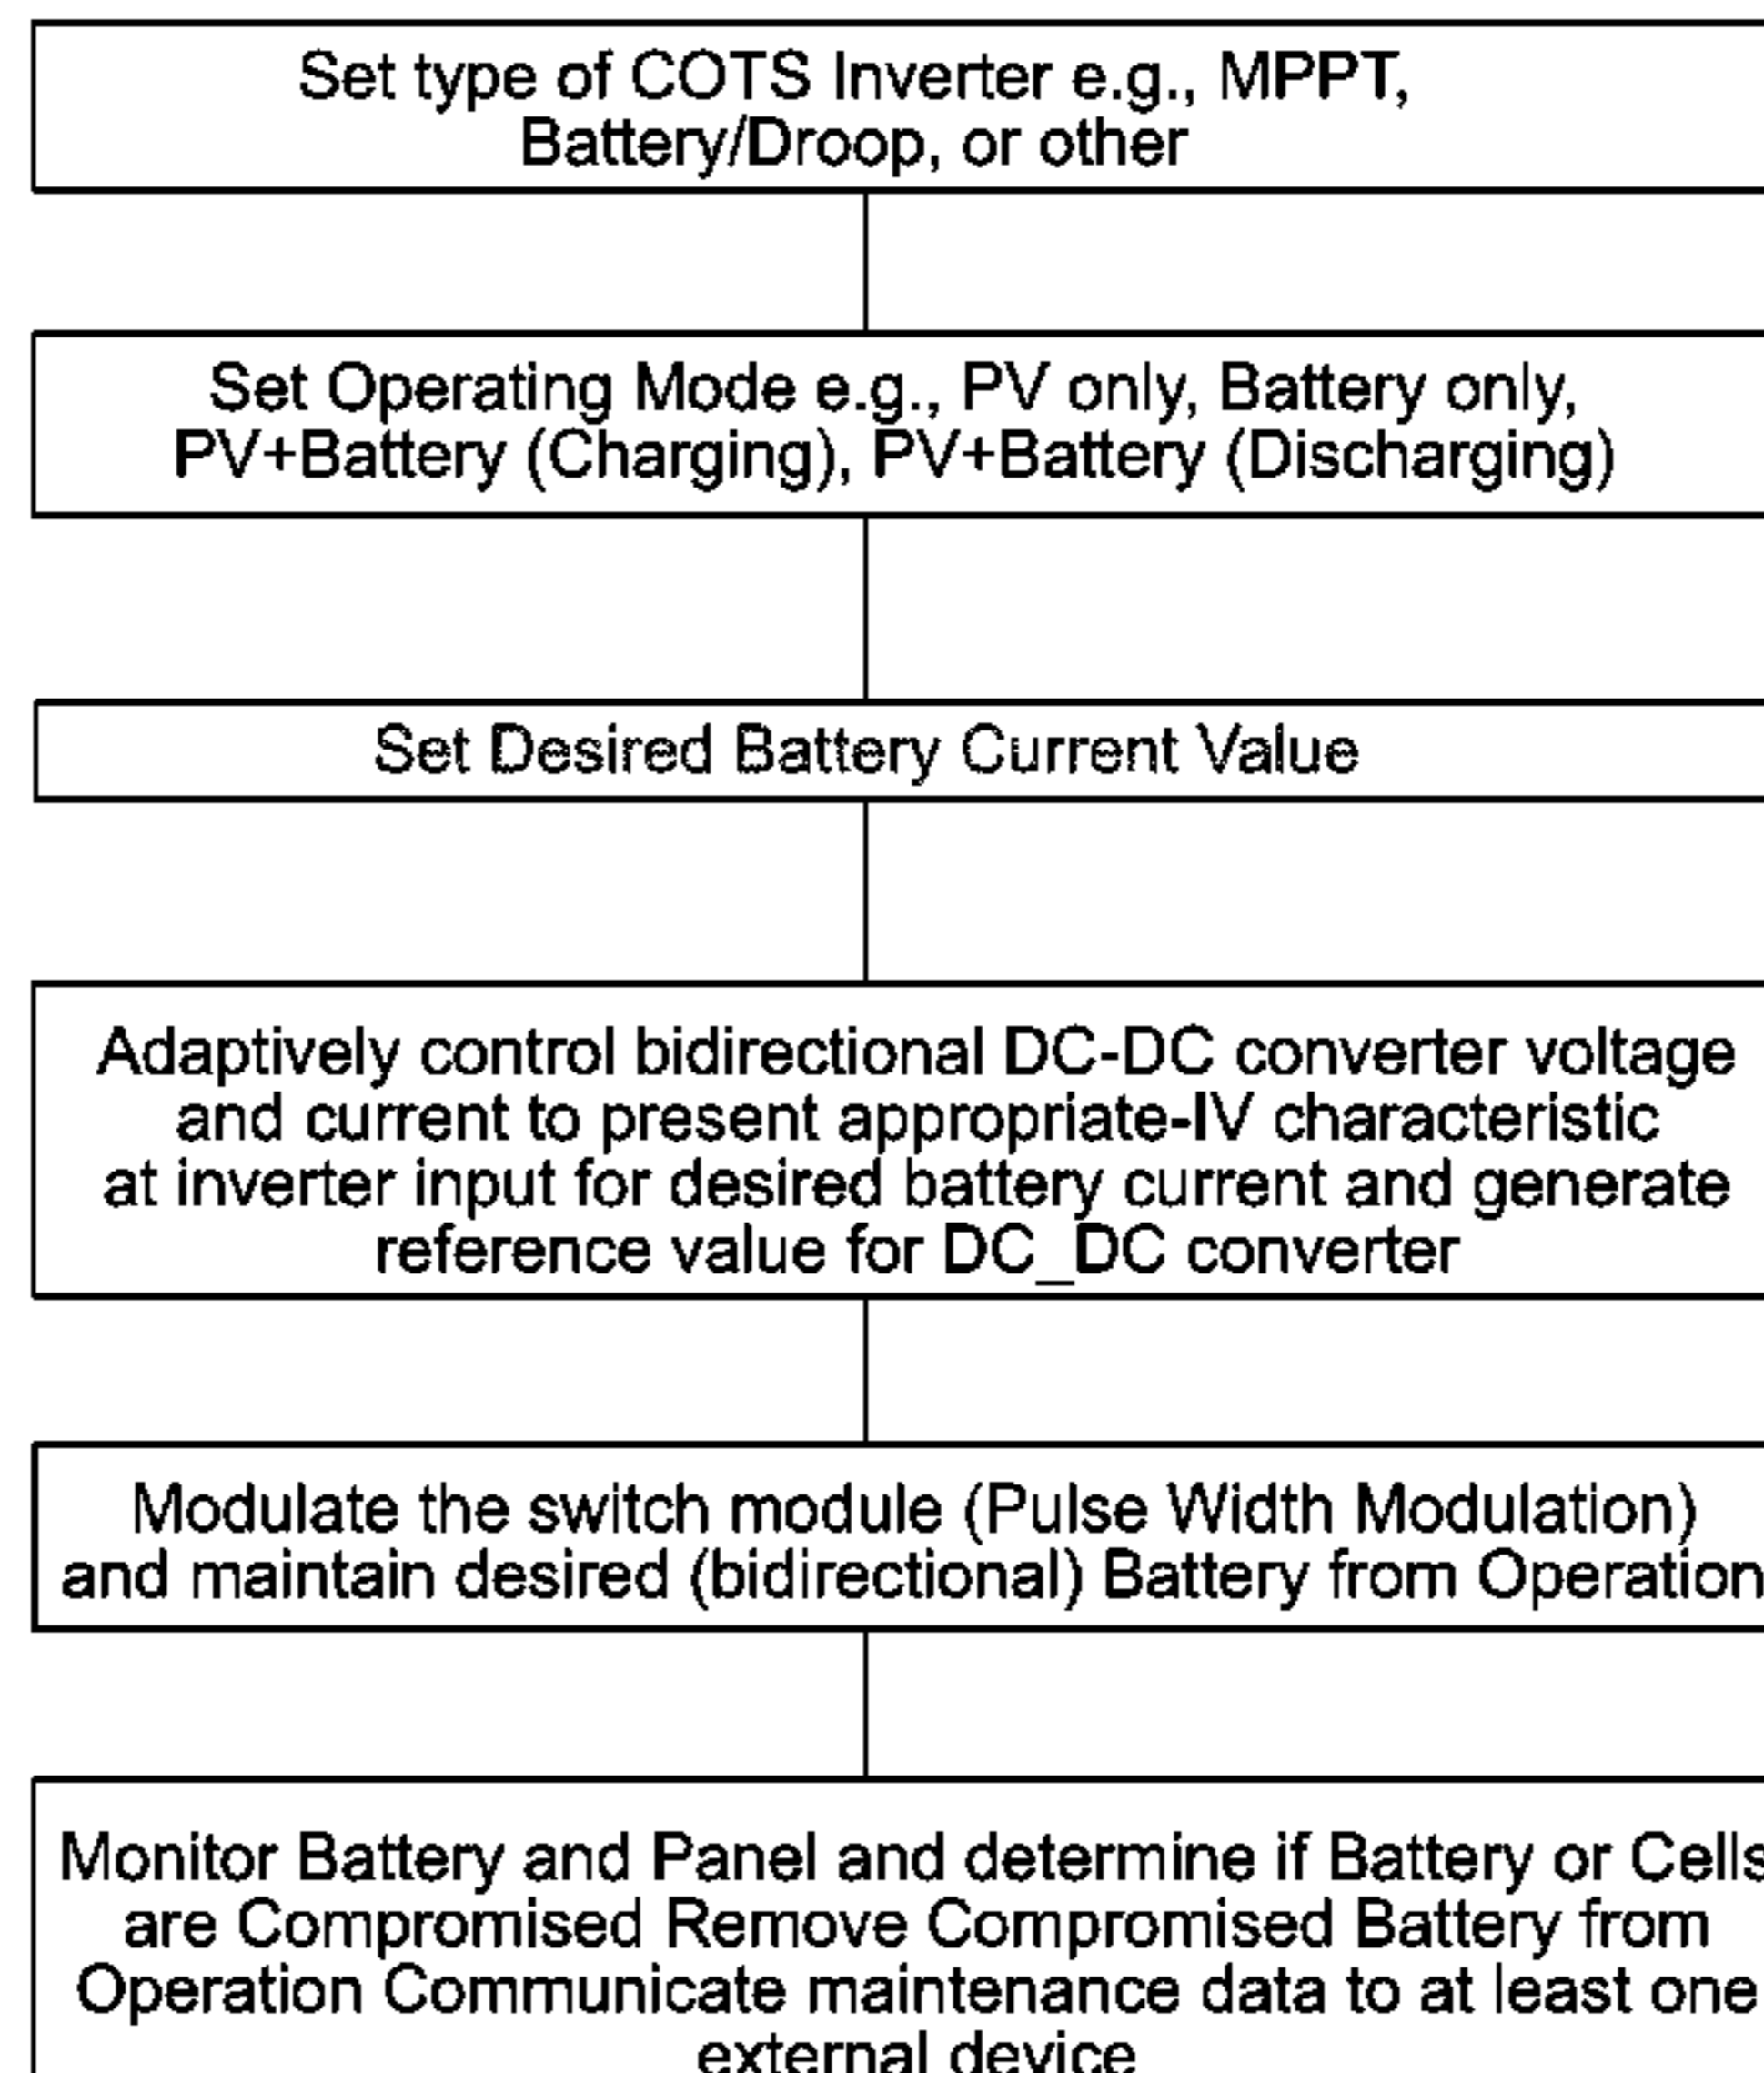 Set type of COTS Inverter e.g., MPPT,
Battery/Droop, or other
Set Operating Mode e.g., PV only, Battery only,
PV+Battery (Charging), PV+Battery (Discharging)
Set Desired Battery Current Value
Adaptively control bidirectional DC-DC converter voltage
and current to present appropriate-IV characteristic
at inverter input for desired battery current and generate
reference value for DC_DC converter
Modulate the switch module (Pulse Width Modulation)
and maintain desired (bidirectional) Battery from Operation
Monitor Battery and Panel and determine if Battery or Cells
are Compromised Remove Compromised Battery from
Operation Communicate maintenance data to at least one
external device